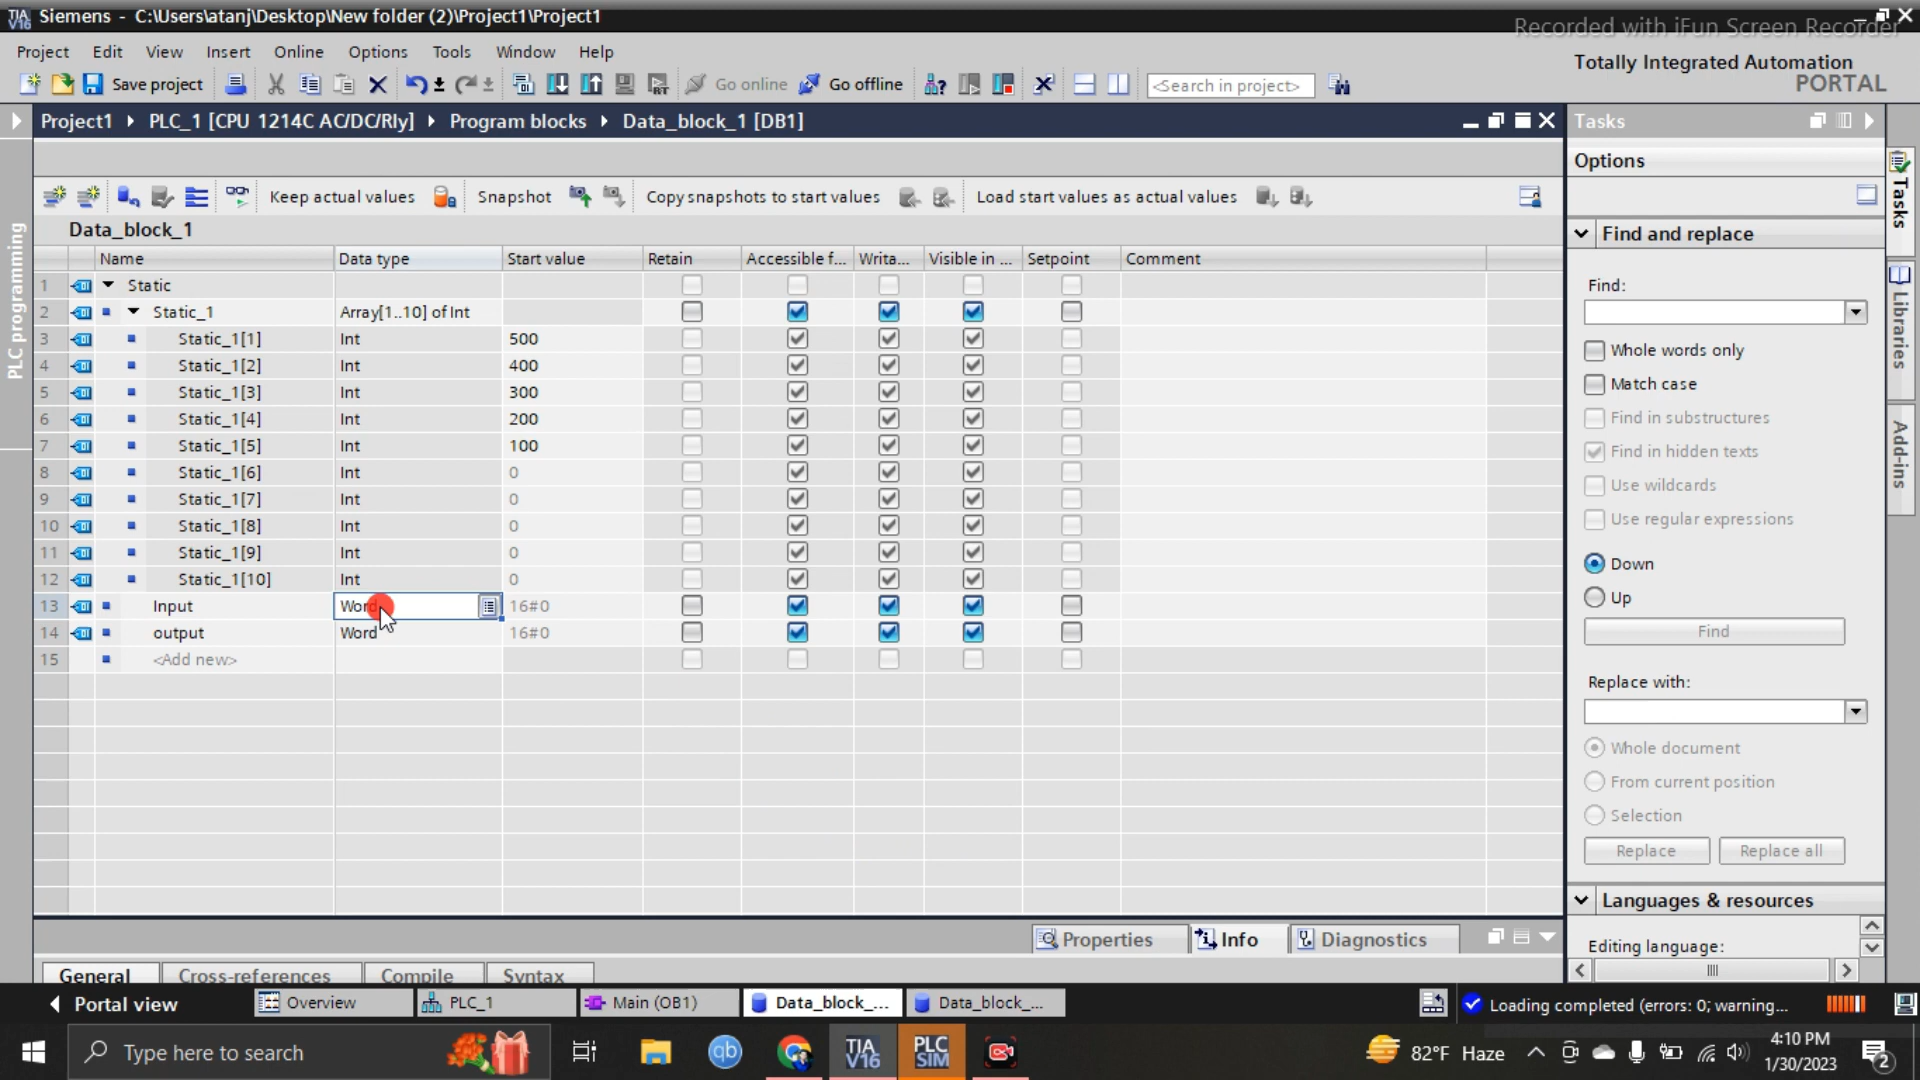 TIA V16 Siemens - C:\Users\atanj\Desktop\New folder (2)\Project1\Project1
Recorded with iFun Screen Recorder
Project Edit View Insert Online Options Tools Window Help
Totally Integrated Automation
PORTAL
Save project Go online Go offline <Search in project>
Project1 PLC_1 [CPU 1214C AC/DC/Rly] Program blocks Data_block_1 [DB1]
Tasks
Options
Keep actual values Snapshot Copy snapshots to start values Load start values as actual values
Data_block_1
Name Data type Start value Retain Accessible f... Writa... Visible in ... Setpoint Comment
1 Static
2 Static_1 Array[1..10] of Int
3 Static_1[1] Int 500
4 Static_1[2] Int 400
5 Static_1[3] Int 300
6 Static_1[4] Int 200
7 Static_1[5] Int 100
8 Static_1[6] Int 0
9 Static_1[7] Int 0
10 Static_1[8] Int 0
11 Static_1[9] Int 0
12 Static_1[10] Int 0
13 Input Word 16#0
14 output Word 16#0
15 <Add new>
PLC programming
Find and replace
Find:
Whole words only
Match case
Find in substructures
Find in hidden texts
Use wildcards
Use regular expressions
Down
Up
Find
Replace with:
Whole document
From current position
Selection
Replace Replace all
Languages & resources
Editing language:
Tasks
Libraries
Add-ins
Properties Info Diagnostics
General Cross-references Compile Syntax
Portal view Overview PLC_1 Main (OB1) Data_block_... Data_block_... Loading completed (errors: 0; warning...
Type here to search
qb
TIA V16
PLC SIM
82°F Haze
4:10 PM
1/30/2023
2